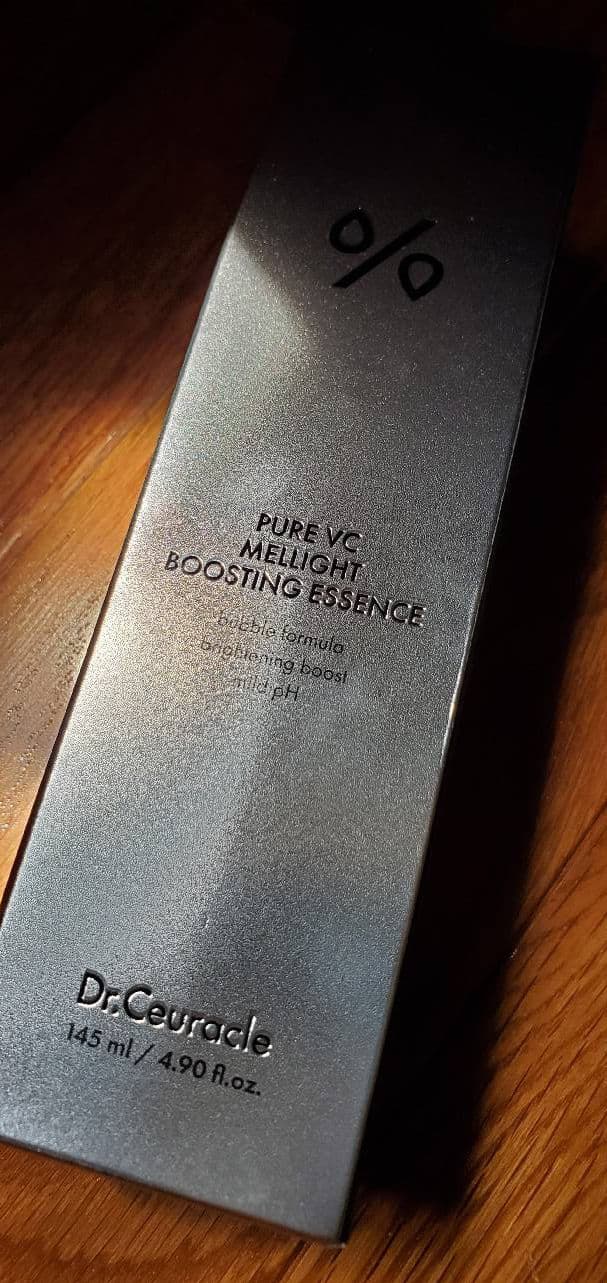 %
PURE VC
MELLIGHT
BOOSTING ESSENCE
bubble formula
brightening boost
mild pH
Dr.Ceuracle
145 ml / 4.90 fl.oz.